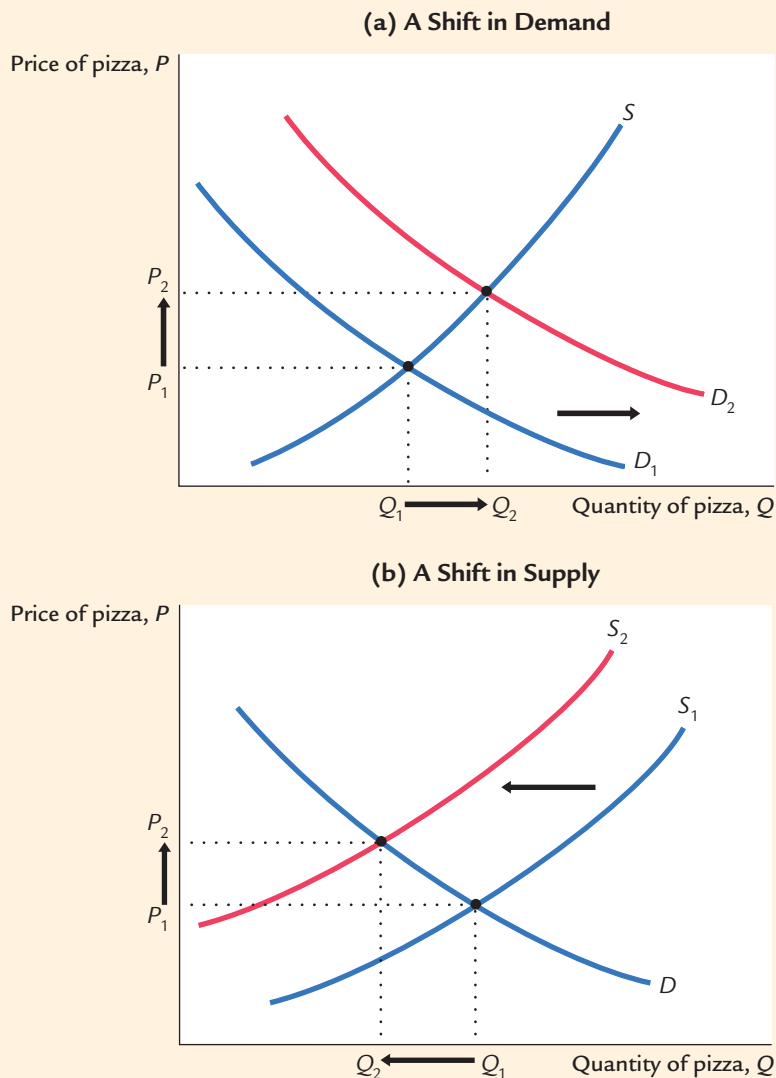 (a) A Shift in Demand
Price of pizza, P
S
P₂
P₁
D₂
D₁
Q₁
Q₂
Quantity of pizza, Q
(b) A Shift in Supply
Price of pizza, P
S₂
S₁
P₂
P₁
D
Q₂
Q₁
Quantity of pizza, Q